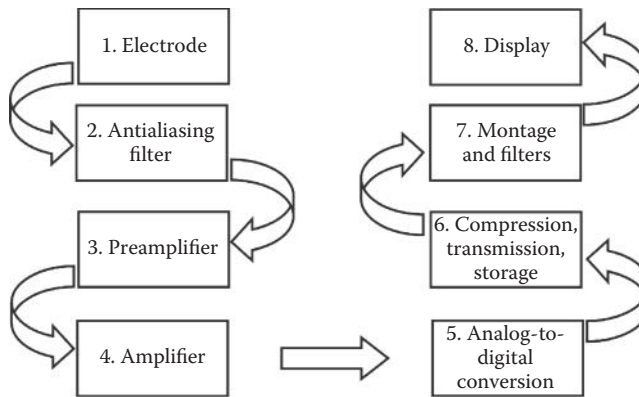 1. Electrode
2. Antialiasing
filter
3. Preamplifier
4. Amplifier
5. Analog-to-
digital
conversion
6. Compression,
transmission,
storage
7. Montage
and filters
8. Display